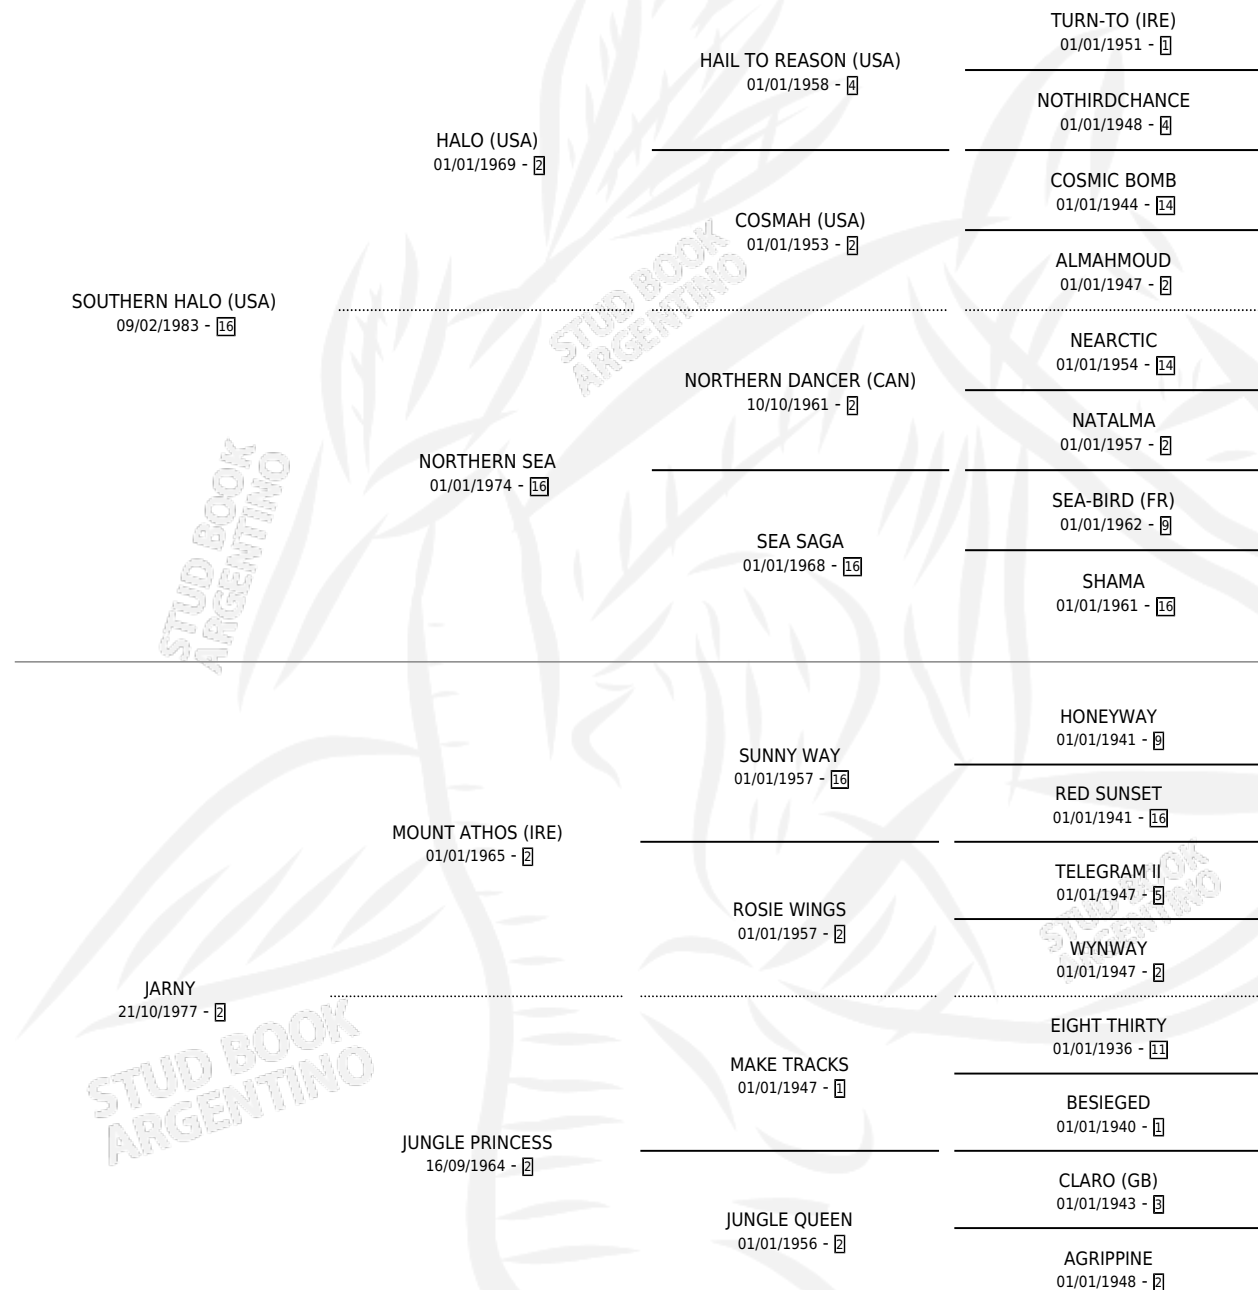 TURN-TO (IRE)
01/01/1951 - 1
HAIL TO REASON (USA)
01/01/1958 - 4
NOTHIRDCHANCE
01/01/1948 - 4
HALO (USA)
01/01/1969 - 2
COSMIC BOMB
01/01/1944 - 14
COSMAH (USA)
01/01/1953 - 2
ALMAHMOUD
01/01/1947 - 2
SOUTHERN HALO (USA)
09/02/1983 - 16
STUD BOOK
ARGENTINO
NEARCTIC
01/01/1954 - 14
NORTHERN DANCER (CAN)
10/10/1961 - 2
NATALMA
01/01/1957 - 2
NORTHERN SEA
01/01/1974 - 16
SEA-BIRD (FR)
01/01/1962 - 9
SEA SAGA
01/01/1968 - 16
SHAMA
01/01/1961 - 16
STUD BOOK
ARGENTINO
HONEYWAY
01/01/1941 - 9
SUNNY WAY
01/01/1957 - 16
RED SUNSET
01/01/1941 - 16
MOUNT ATHOS (IRE)
01/01/1965 - 2
TELEGRAM II
01/01/1947 - 5
ROSIE WINGS
01/01/1957 - 2
WYNWAY
01/01/1947 - 2
STUD BOOK
ARGENTINO
JARNY
21/10/1977 - 2
EIGHT THIRTY
01/01/1936 - 11
MAKE TRACKS
01/01/1947 - 1
BESIEGED
01/01/1940 - 1
STUD BOOK
ARGENTINO
JUNGLE PRINCESS
16/09/1964 - 2
CLARO (GB)
01/01/1943 - 3
JUNGLE QUEEN
01/01/1956 - 2
AGRIPPINE
01/01/1948 - 2